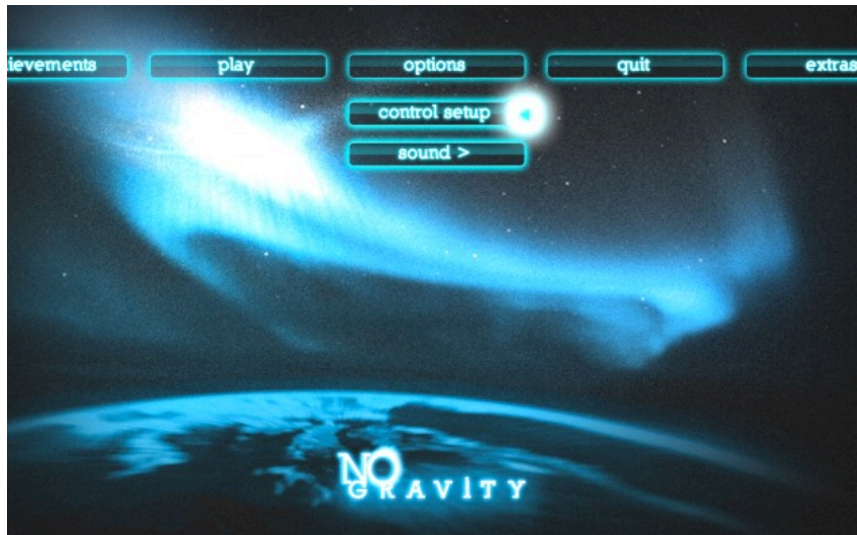 ievements play options quit extras
control setup
sound >
NO
GRAVITY